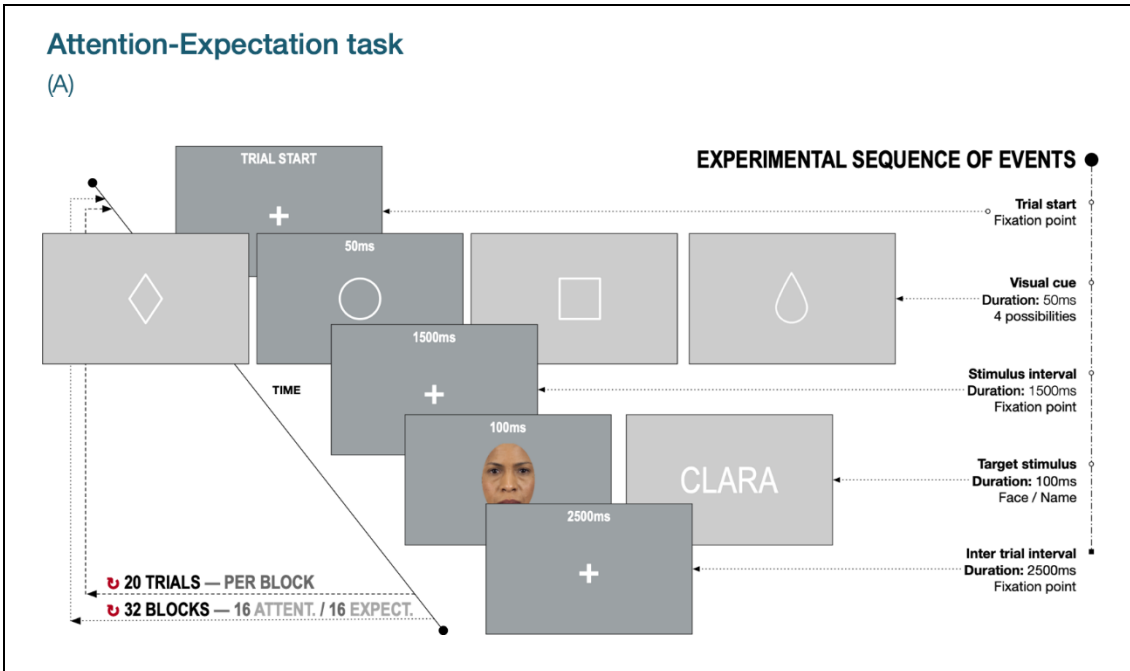 Attention-Expectation task
(A)
TRIAL START
EXPERIMENTAL SEQUENCE OF EVENTS
Trial start
Fixation point
50ms
Visual cue
Duration: 50ms
4 possibilities
1500ms
TIME
Stimulus interval
Duration: 1500ms
Fixation point
100ms
CLARA
Target stimulus
Duration: 100ms
Face / Name
2500ms
Inter trial interval
Duration: 2500ms
Fixation point
↻ 20 TRIALS — PER BLOCK
↻ 32 BLOCKS — 16 ATTENT. / 16 EXPECT.